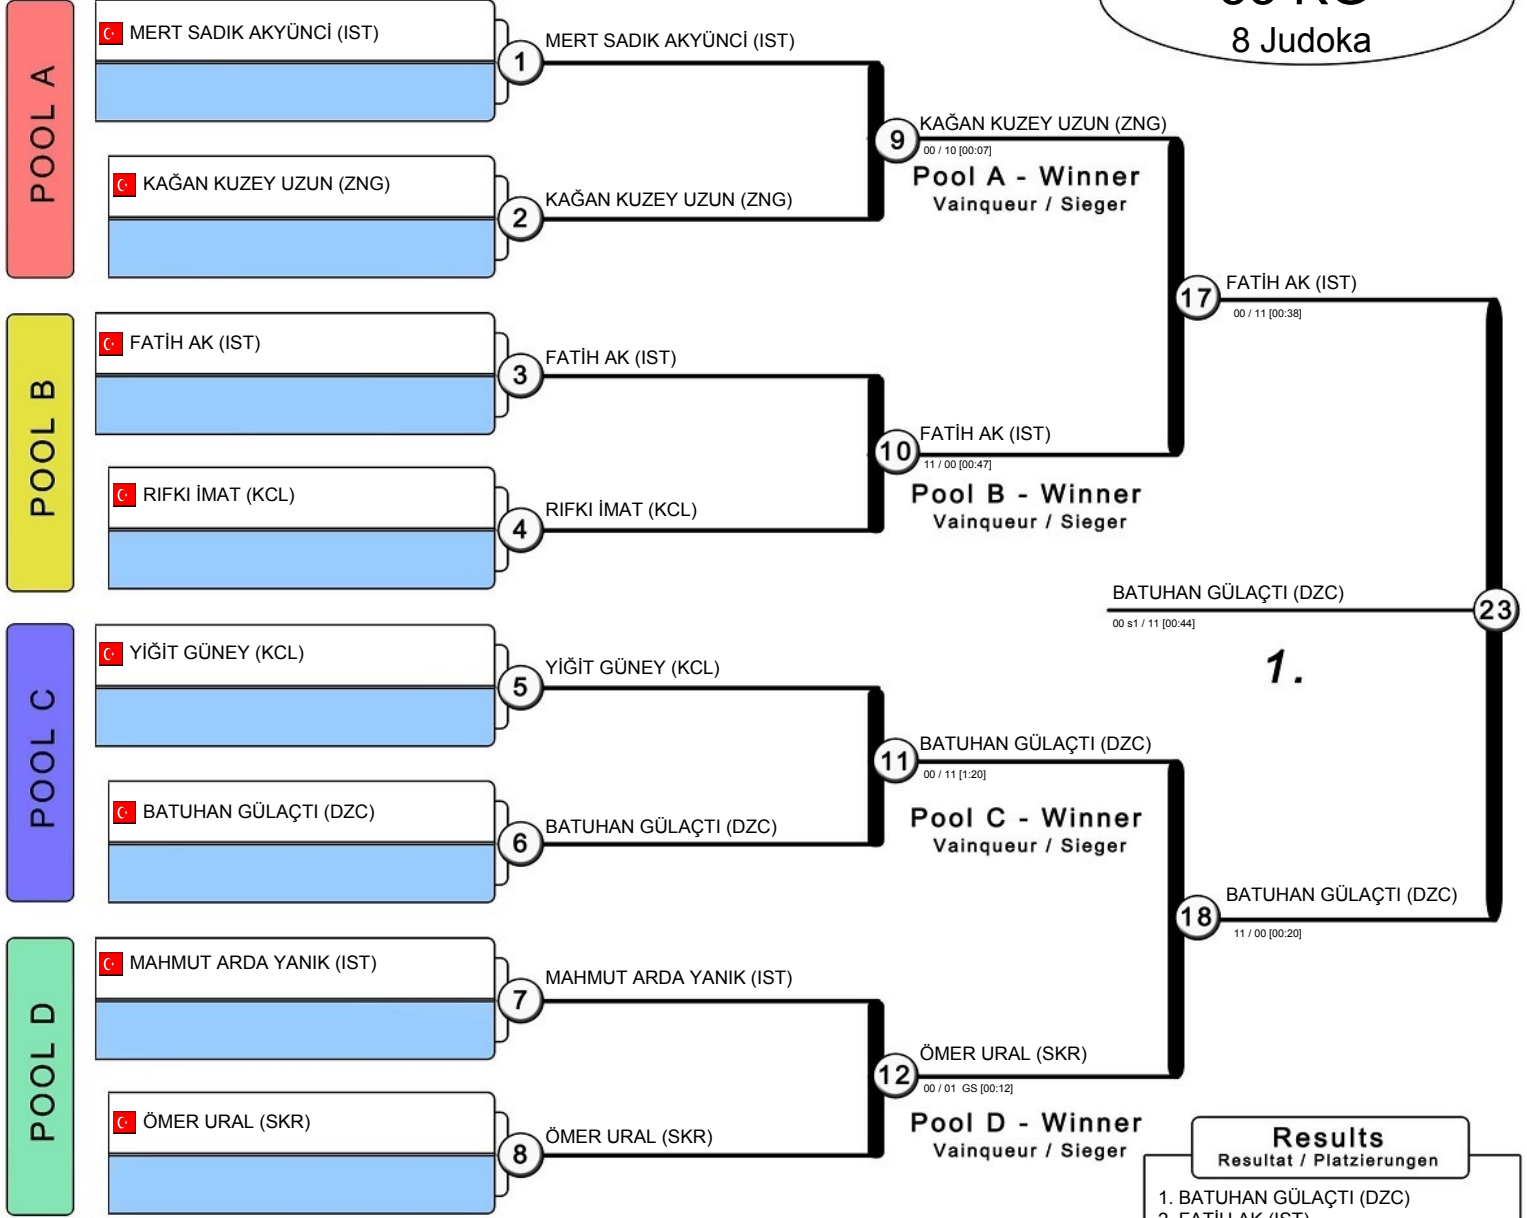 8 Judoka
POOL A
MERT SADIK AKYÜNCİ (IST)
1
MERT SADIK AKYÜNCİ (IST)
KAĞAN KUZEY UZUN (ZNG)
2
KAĞAN KUZEY UZUN (ZNG)
9
KAĞAN KUZEY UZUN (ZNG)
00 / 10 [00:07]
Pool A - Winner
Vainqueur / Sieger
POOL B
FATİH AK (IST)
3
FATİH AK (IST)
RIFKI İMAT (KCL)
4
RIFKI İMAT (KCL)
10
FATİH AK (IST)
11 / 00 [00:47]
Pool B - Winner
Vainqueur / Sieger
17
FATİH AK (IST)
00 / 11 [00:38]
POOL C
YİĞİT GÜNEY (KCL)
5
YİĞİT GÜNEY (KCL)
BATUHAN GÜLAÇTI (DZC)
6
BATUHAN GÜLAÇTI (DZC)
11
BATUHAN GÜLAÇTI (DZC)
00 / 11 [1:20]
Pool C - Winner
Vainqueur / Sieger
POOL D
MAHMUT ARDA YANIK (IST)
7
MAHMUT ARDA YANIK (IST)
ÖMER URAL (SKR)
8
ÖMER URAL (SKR)
12
ÖMER URAL (SKR)
00 / 01 GS [00:12]
Pool D - Winner
Vainqueur / Sieger
18
BATUHAN GÜLAÇTI (DZC)
11 / 00 [00:20]
BATUHAN GÜLAÇTI (DZC)
23
00 s1 / 11 [00:44]
1.
Results
Resultat / Platzierungen
1. BATUHAN GÜLAÇTI (DZC)
2. FATİH AK (IST)